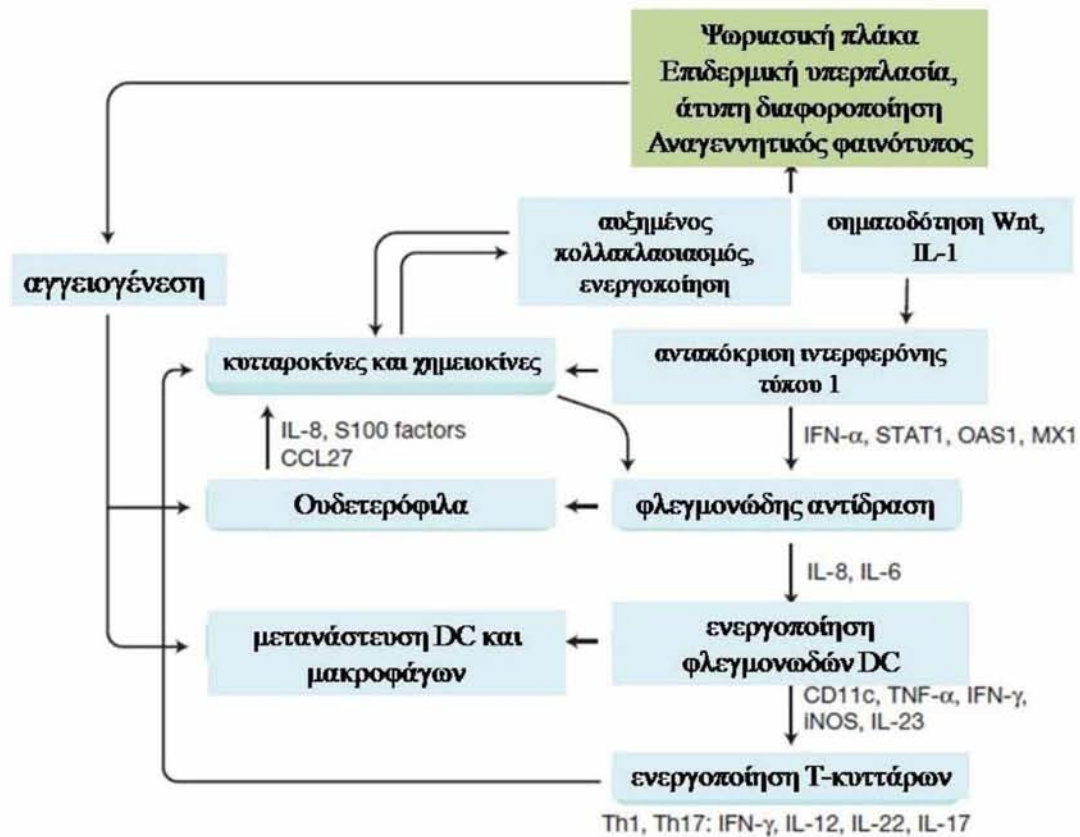 Ψωριασική πλάκα
Επιδερμική υπερπλασία,
άτυπη διαφοροποίηση
Αναγεννητικός φαινότυπος
αυξημένος
πολλαπλασιασμός,
ενεργοποίηση
σηματοδότηση Wnt,
IL-1
αγγειογένεση
κυτταροκίνες και χημειοκίνες
ανταπόκριση ιντερφερόνης
τύπου 1
IL-8, S100 factors
CCL27
IFN-α, STAT1, OAS1, MX1
Ουδετερόφιλα
φλεγμονώδης αντίδραση
IL-8, IL-6
μετανάστευση DC και
μακροφάγων
ενεργοποίηση
φλεγμονωδών DC
CD11c, TNF-α, IFN-γ,
iNOS, IL-23
ενεργοποίηση Τ-κυττάρων
Th1, Th17: IFN-γ, IL-12, IL-22, IL-17